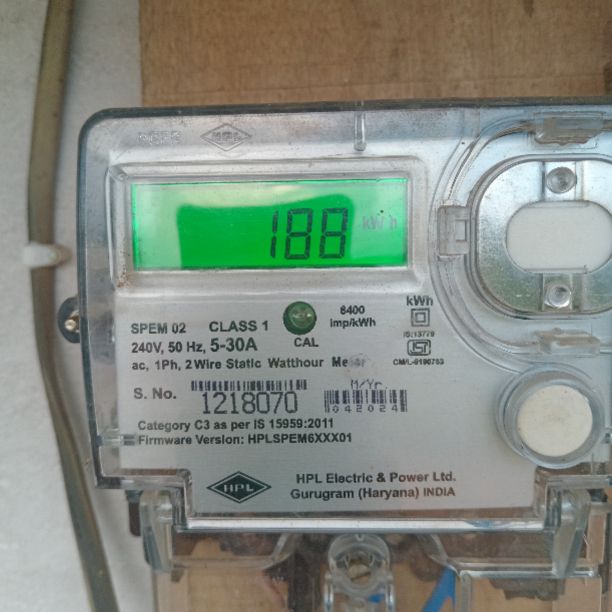 HPL
188 kWh
SPEM 02 CLASS 1
6400 imp/kWh
kWh
240V, 50 Hz, 5-30A
CAL
IS:13779
ac, 1Ph, 2 Wire Static Watthour
S. No. 1218070
M/Yr.
042024
Category C3 as per IS 15959:2011
Firmware Version: HPLSPEM6XXX01
HPL
HPL Electric & Power Ltd.
Gurugram (Haryana) INDIA